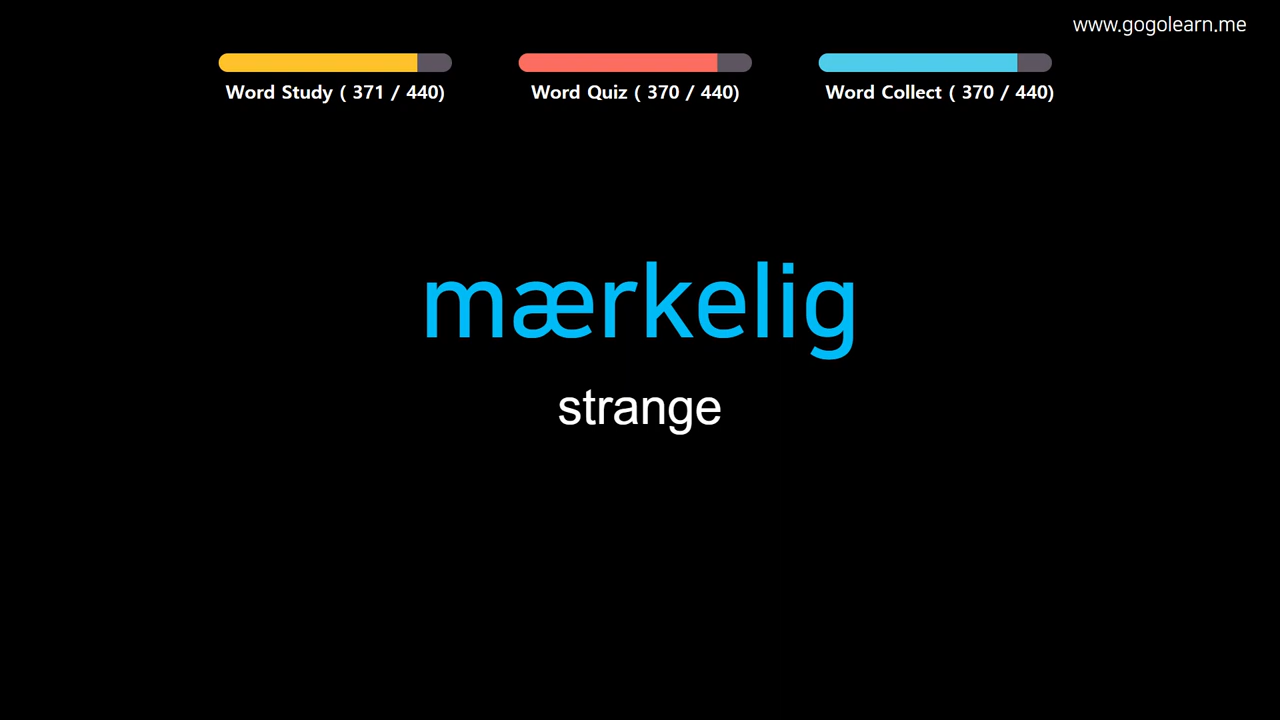 www.gogolearn.me
Word Study ( 371 / 440)
Word Quiz ( 370 / 440)
Word Collect ( 370 / 440)
mærkelig
strange